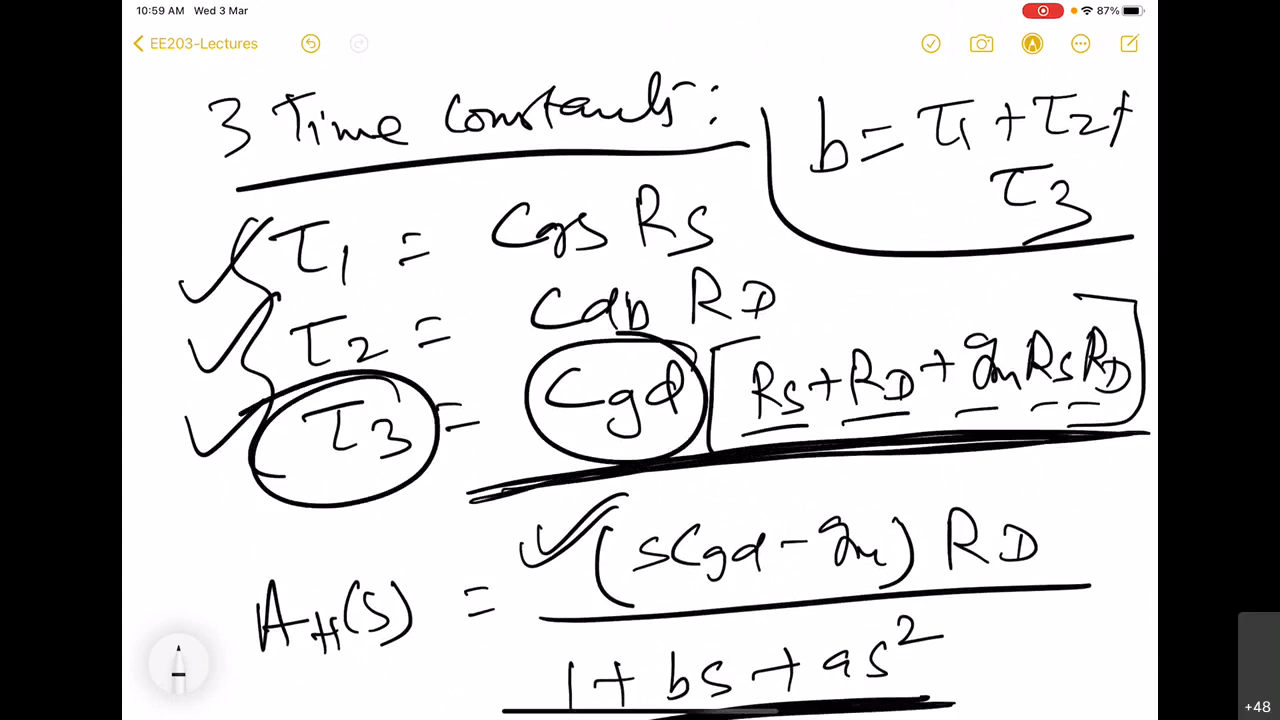 10:59 AM Wed 3 Mar
87%
EE203-Lectures
3 Time constants:
b = τ1 + τ2 +
τ3
τ1 = Cgs RS
τ2 = Cdb RD
τ3 = Cgd [RS + RD + gm RS RD]
(sCgd - gm) RD
AH(s) =
1 + bs + as²
+48